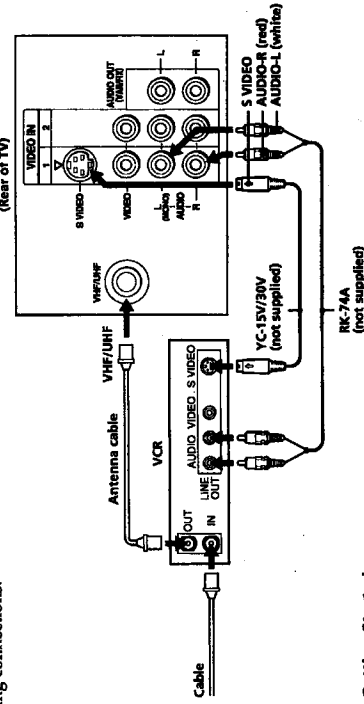 ng connections.
(Rear of TV)
VIDEO IN
1 2
S VIDEO
VIDEO
L
(MONO)
AUDIO
R
AUDIO OUT
(VAR/FIX)
L
R
VHF/UHF
VHF/UHF
Antenna cable
VCR
OUT
IN
LINE
OUT
AUDIO VIDEO S VIDEO
Cable
S VIDEO
AUDIO-R (red)
AUDIO-L (white)
YC-15V/30V
(not supplied)
RK-74A
(not supplied)